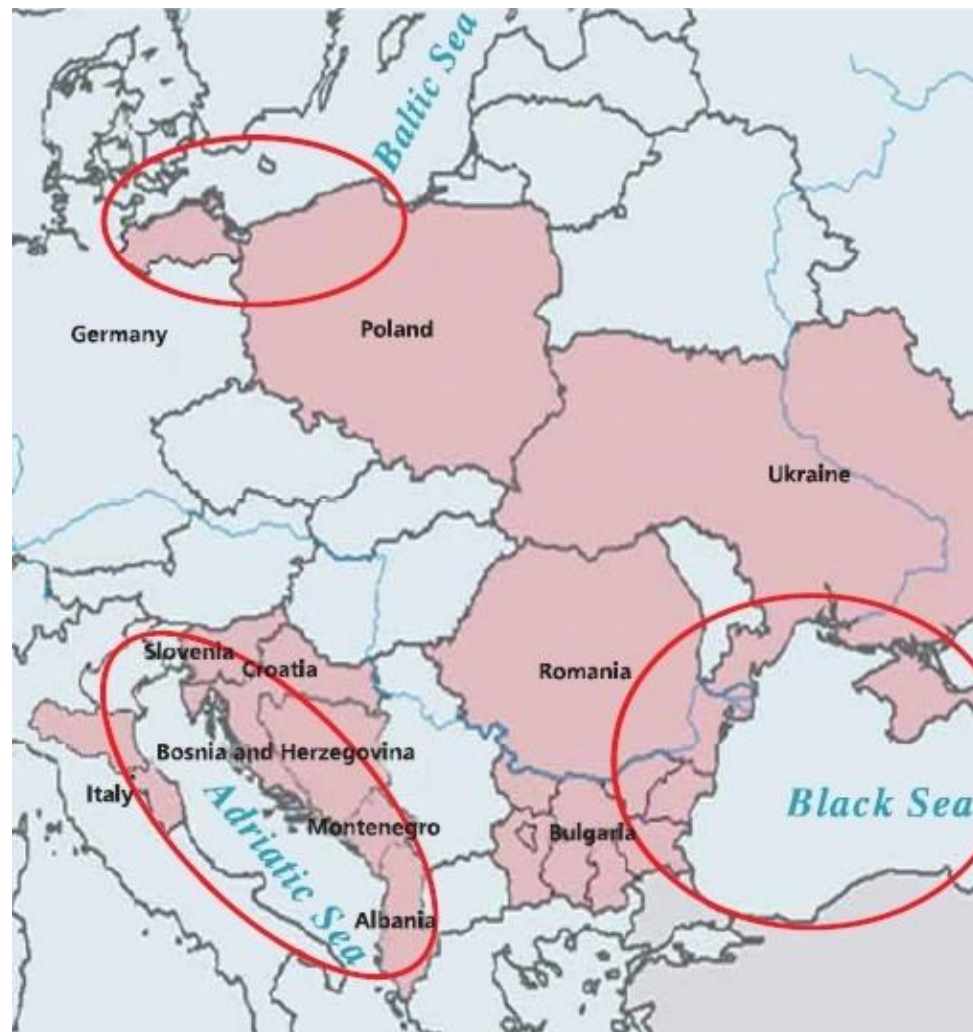 Baltic Sea
Germany
Poland
Ukraine
Slovenia
Croatia
Romania
Bosnia and Herzegovina
Italy
Adriatic Sea
Montenegro
Bulgaria
Black Sea
Albania